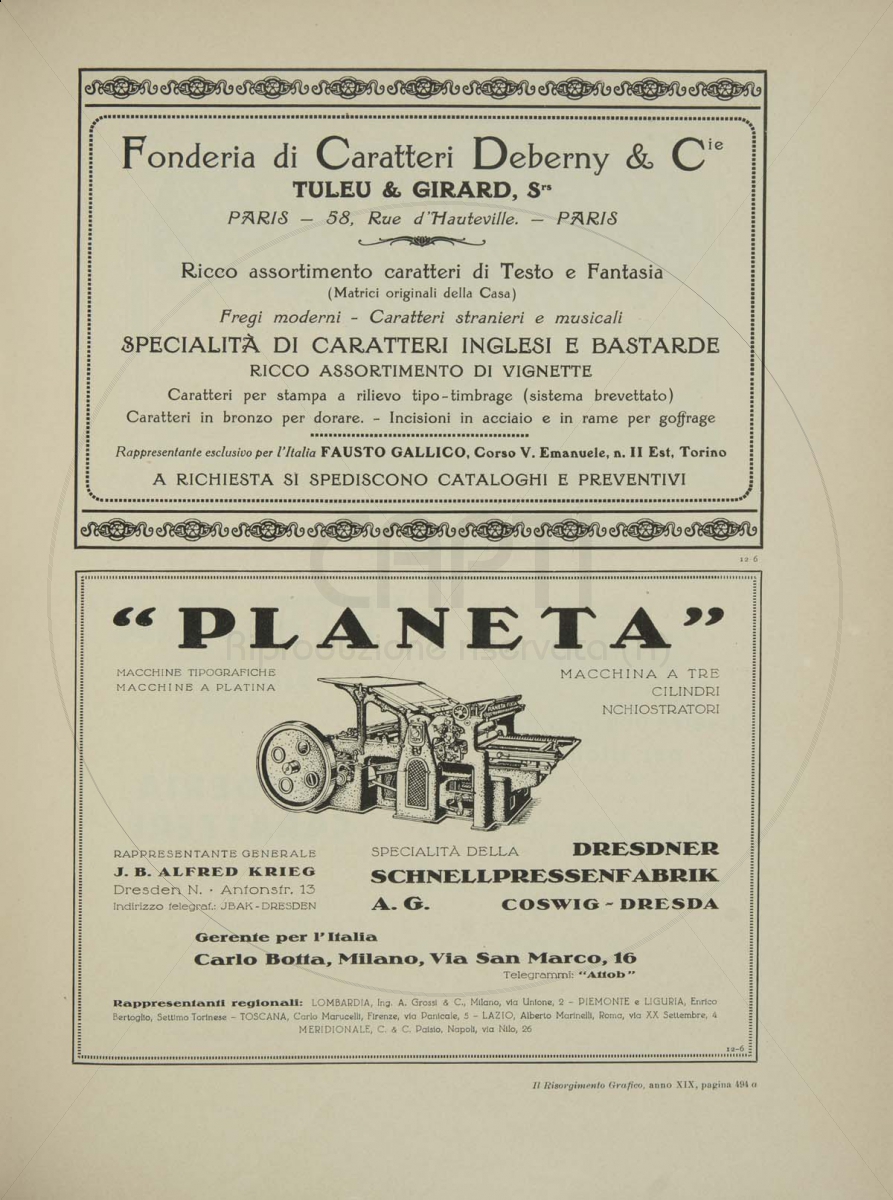 Fonderia di Caratteri Deberny & Cie
TULEU & GIRARD, Srs
PARIS — 58, Rue d'Hauteville. — PARIS
Ricco assortimento caratteri di Testo e Fantasia
(Matrici originali della Casa)
Fregi moderni - Caratteri stranieri e musicali
SPECIALITÀ DI CARATTERI INGLESI E BASTARDE
RICCO ASSORTIMENTO DI VIGNETTE
Caratteri per stampa a rilievo tipo-timbrage (sistema brevettato)
Caratteri in bronzo per dorare. - Incisioni in acciaio e in rame per goffrage
Rappresentante esclusivo per l'Italia FAUSTO GALLICO, Corso V. Emanuele, n. 11 Est, Torino
A RICHIESTA SI SPEDISCONO CATALOGHI E PREVENTIVI
12-6
“PLANETA”
MACCHINE TIPOGRAFICHE
MACCHINE A PLATINA
MACCHINA A TRE
CILINDRI
NCHIOSTRATORI
RAPPRESENTANTE GENERALE
J. B. ALFRED KRIEG
Dresden N. · Antonstr. 13
Indirizzo telegraf.: JBAK-DRESDEN
SPECIALITÀ DELLA DRESDNER
SCHNELLPRESSENFABRIK
A. G. COSWIG - DRESDA
Gerente per l'Italia
Carlo Botta, Milano, Via San Marco, 16
Telegrammi: “Attob”
Rappresentanti regionali: LOMBARDIA, Ing. A. Grossi & C., Milano, via Unione, 2 - PIEMONTE e LIGURIA, Enrico
Bertoglio, Settimo Torinese - TOSCANA, Carlo Marucelli, Firenze, via Panicale, 5 - LAZIO, Alberto Marinelli, Roma, via XX Settembre, 4
MERIDIONALE, C. & C. Palsio, Napoli, via Nilo, 26
12-6
Il Risorgimento Grafico, anno XIX, pagina 494 a